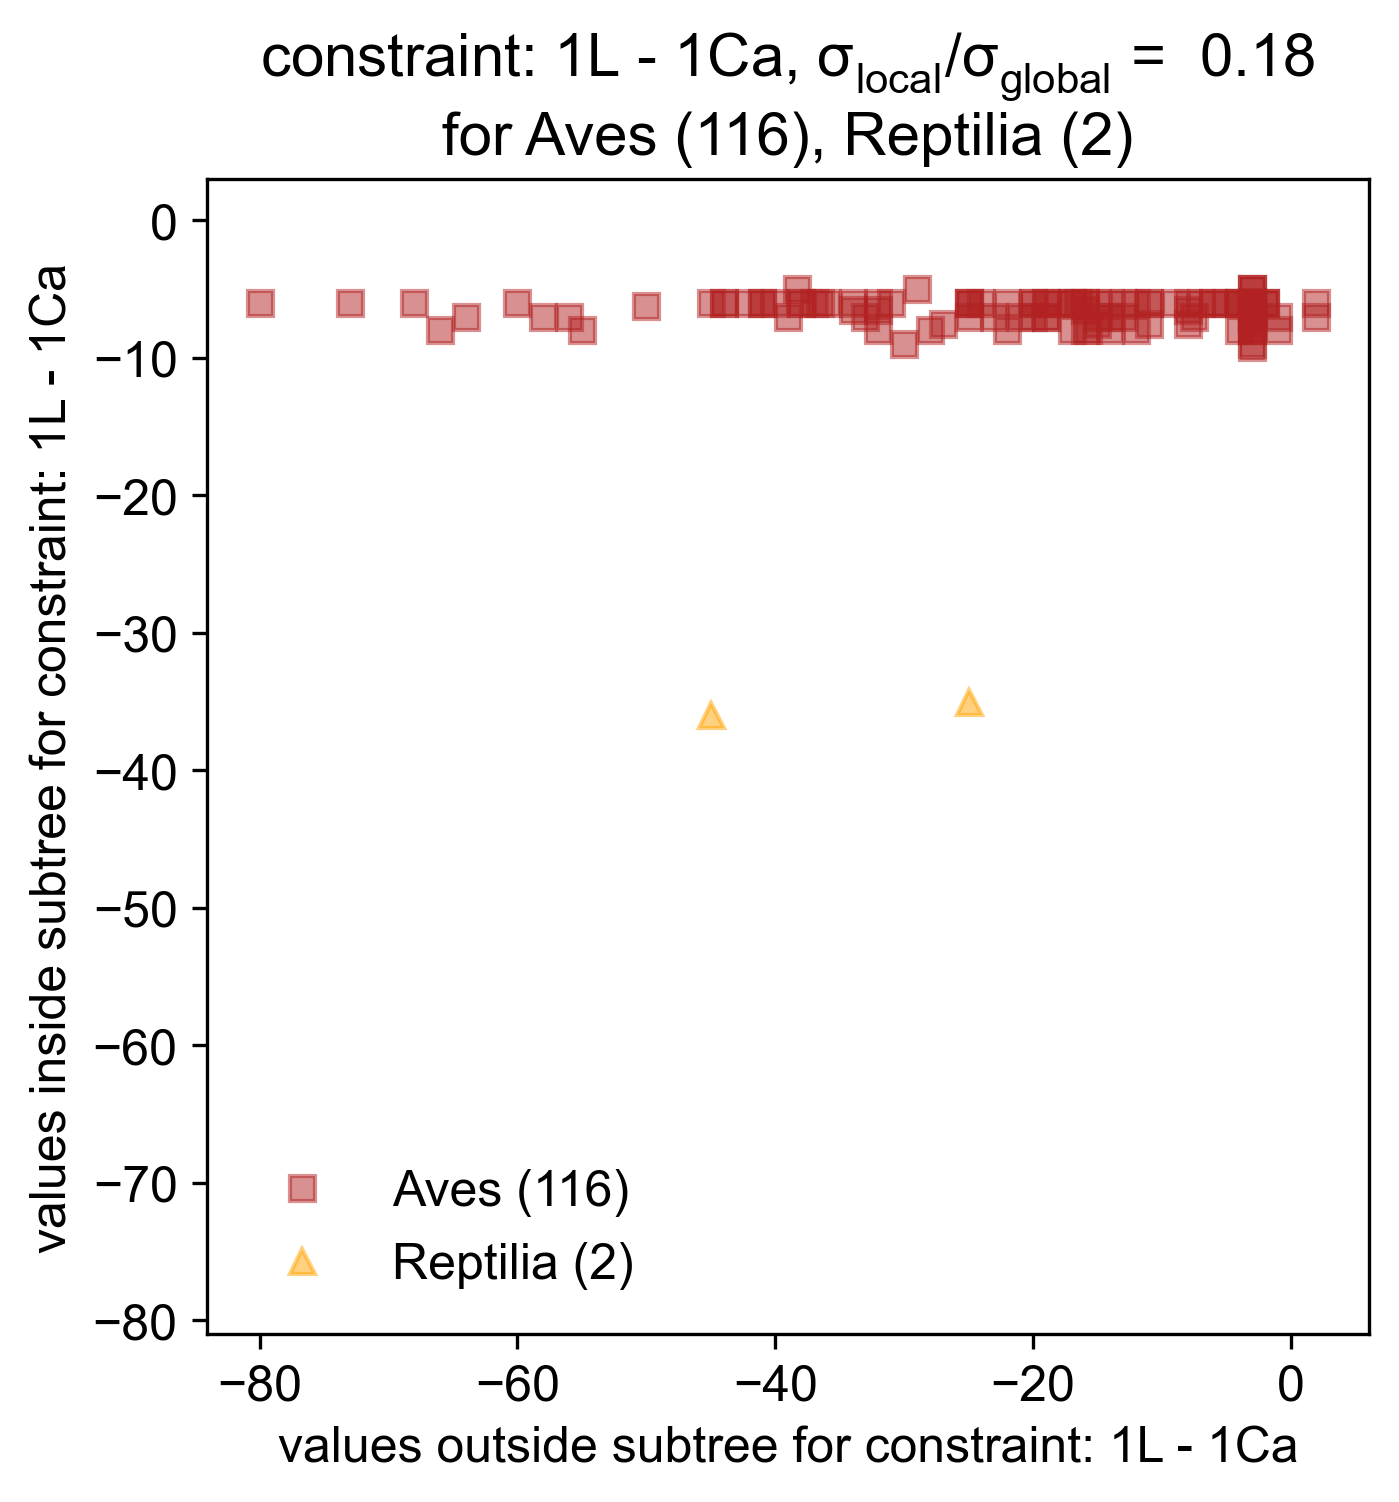 constraint: 1L - 1Ca, σlocal/σglobal = 0.18
for Aves (116), Reptilia (2)
values inside subtree for constraint: 1L - 1Ca
0
−10
−20
−30
−40
−50
−60
−70
−80
Aves (116)
Reptilia (2)
−80 −60 −40 −20 0
values outside subtree for constraint: 1L - 1Ca